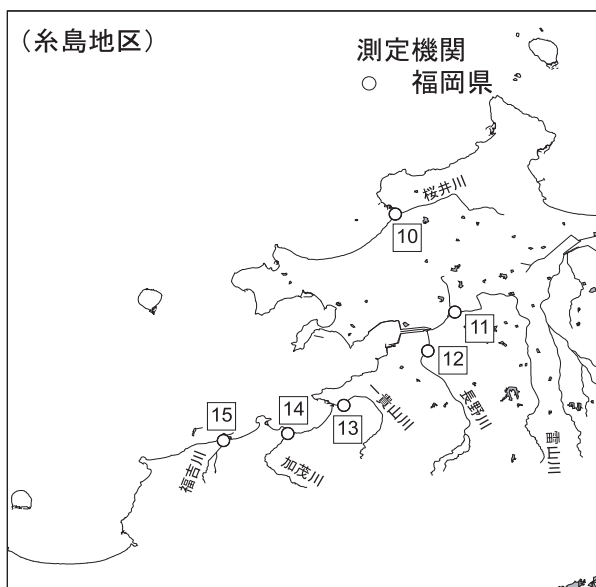 (糸島地区)
測定機関
○ 福岡県
桜井川
10
11
12
長野川
雷山川
一貴山川
13
14
加茂川
15
福吉川